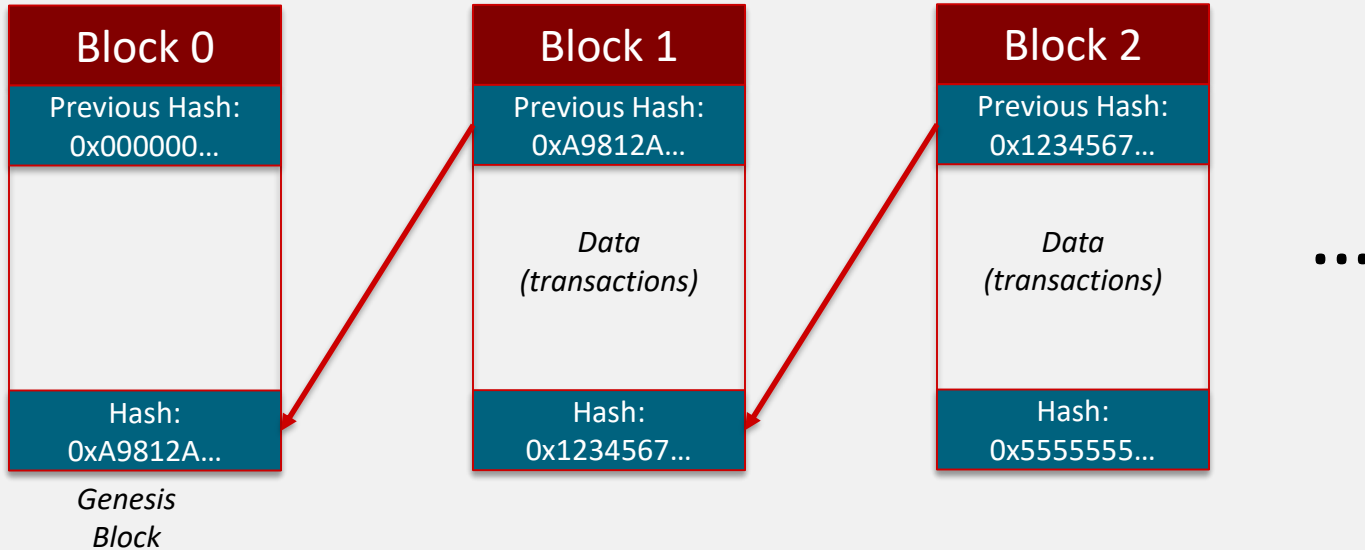 Block 0
Previous Hash:
0x000000…
Hash:
0xA9812A…
Genesis
Block
Block 1
Previous Hash:
0xA9812A…
Data
(transactions)
Hash:
0x1234567…
Block 2
Previous Hash:
0x1234567…
Data
(transactions)
Hash:
0x5555555…
…